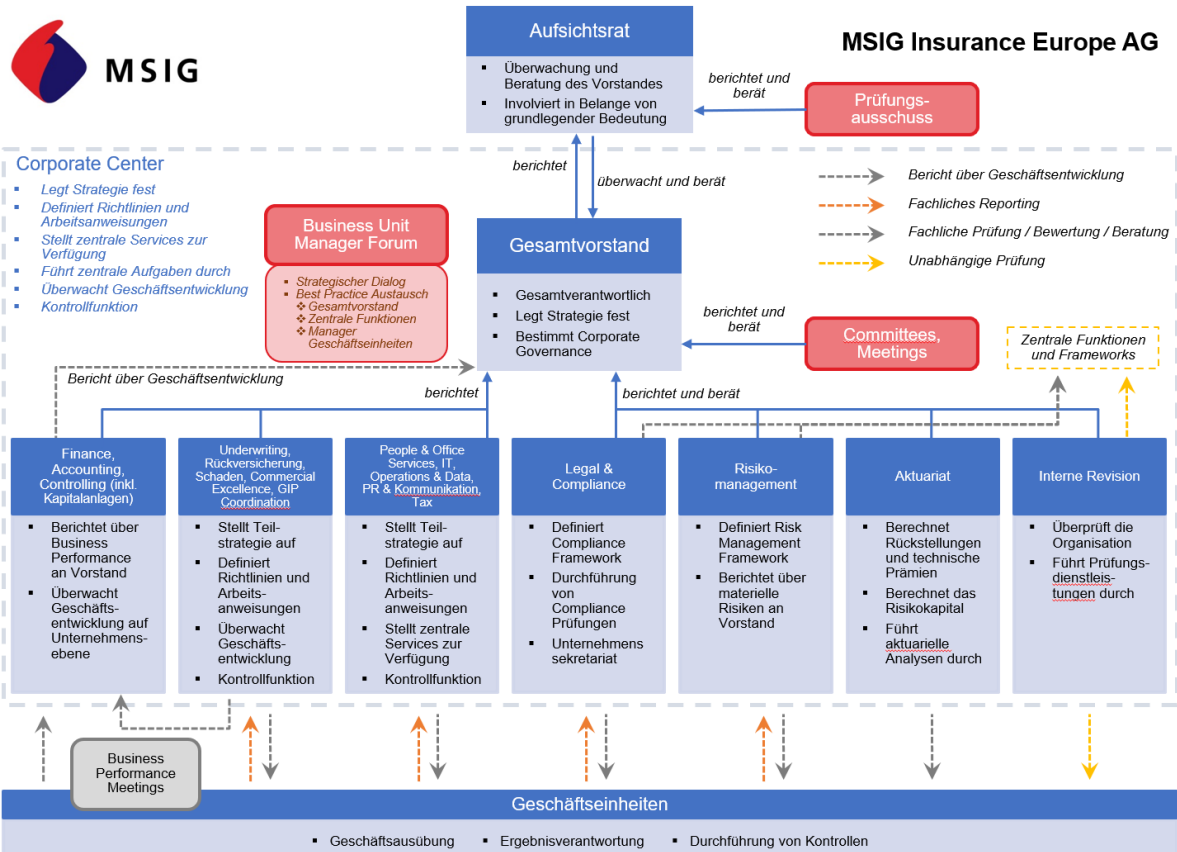 MSIG
MSIG Insurance Europe AG
Aufsichtsrat
▪ Überwachung und
Beratung des Vorstandes
▪ Involviert in Belange von
grundlegender Bedeutung
berichtet und
berät
Prüfungs-
ausschuss
berichtet
überwacht und berät
Corporate Center
▪ Legt Strategie fest
▪ Definiert Richtlinien und
Arbeitsanweisungen
▪ Stellt zentrale Services zur
Verfügung
▪ Führt zentrale Aufgaben durch
▪ Überwacht Geschäftsentwicklung
▪ Kontrollfunktion
Business Unit
Manager Forum
▪ Strategischer Dialog
▪ Best Practice Austausch
❖ Gesamtvorstand
❖ Zentrale Funktionen
❖ Manager
Geschäftseinheiten
Gesamtvorstand
▪ Gesamtverantwortlich
▪ Legt Strategie fest
▪ Bestimmt Corporate
Governance
Bericht über Geschäftsentwicklung
Fachliches Reporting
Fachliche Prüfung / Bewertung / Beratung
Unabhängige Prüfung
berichtet und
berät
Committees,
Meetings
Zentrale Funktionen
und Frameworks
Bericht über Geschäftsentwicklung
berichtet
berichtet und berät
Finance,
Accounting,
Controlling (inkl.
Kapitalanlagen)
▪ Berichtet über
Business
Performance
an Vorstand
▪ Überwacht
Geschäfts-
entwicklung auf
Unternehmens-
ebene
Underwriting,
Rückversicherung,
Schaden, Commercial
Excellence, GIP
Coordination
▪ Stellt Teil-
strategie auf
▪ Definiert
Richtlinien und
Arbeits-
anweisungen
▪ Überwacht
Geschäfts-
entwicklung
▪ Kontrollfunktion
People & Office
Services, IT,
Operations & Data,
PR & Kommunikation,
Tax
▪ Stellt Teil-
strategie auf
▪ Definiert
Richtlinien und
Arbeits-
anweisungen
▪ Stellt zentrale
Services zur
Verfügung
▪ Kontrollfunktion
Legal &
Compliance
▪ Definiert
Compliance
Framework
▪ Durchführung
von
Compliance
Prüfungen
▪ Unternehmens
sekretariat
Risiko-
management
▪ Definiert Risk
Management
Framework
▪ Berichtet über
materielle
Risiken an
Vorstand
Aktuariat
▪ Berechnet
Rückstellungen
und technische
Prämien
▪ Berechnet das
Risikokapital
▪ Führt
aktuarielle
Analysen durch
Interne Revision
▪ Überprüft die
Organisation
▪ Führt Prüfungs-
dienstleis-
tungen durch
Business
Performance
Meetings
Geschäftseinheiten
▪ Geschäftsausübung ▪ Ergebnisverantwortung ▪ Durchführung von Kontrollen